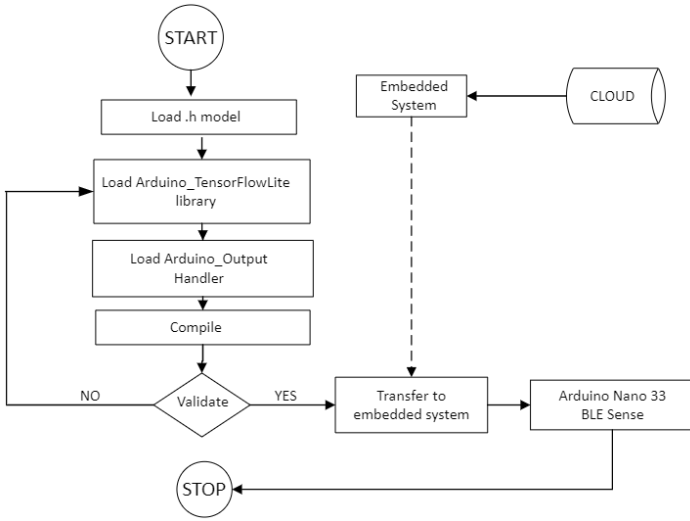 START
Load .h model
Load Arduino_TensorFlowLite
library
Load Arduino_Output
Handler
Compile
Validate
NO
YES
Embedded
System
CLOUD
Transfer to
embedded system
Arduino Nano 33
BLE Sense
STOP